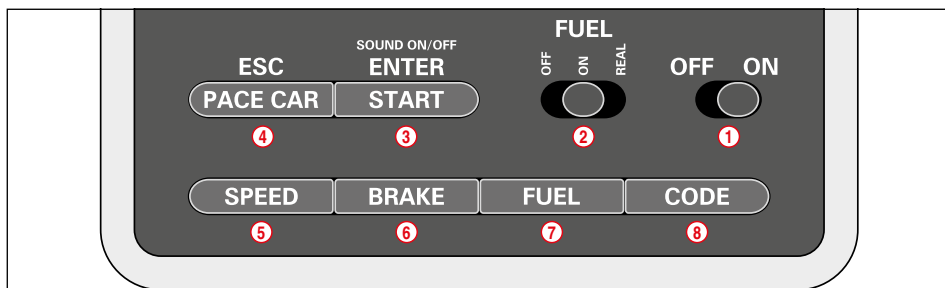 FUEL
SOUND ON/OFF
OFF ON REAL
ESC ENTER OFF ON
PACE CAR START
4 3 2 1
SPEED BRAKE FUEL CODE
5 6 7 8